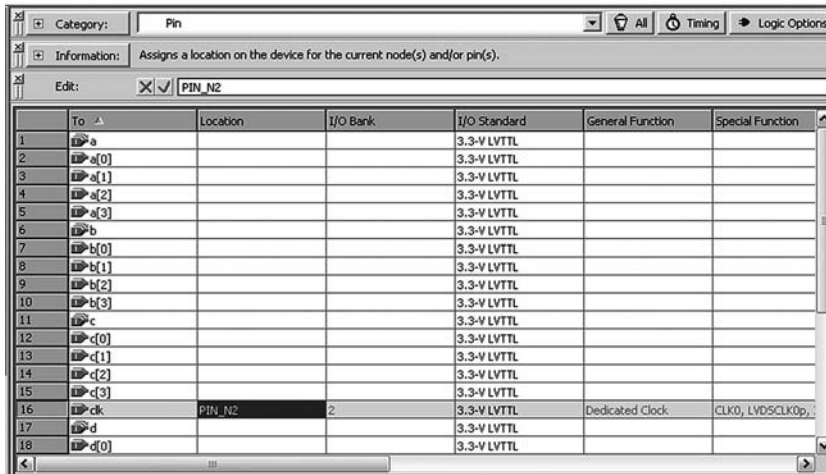 Category: Pin All Timing Logic Options
Information: Assigns a location on the device for the current node(s) and/or pin(s).
Edit: PIN_N2
To Location I/O Bank I/O Standard General Function Special Function
1 a 3.3-V LVTTL
2 a[0] 3.3-V LVTTL
3 a[1] 3.3-V LVTTL
4 a[2] 3.3-V LVTTL
5 a[3] 3.3-V LVTTL
6 b 3.3-V LVTTL
7 b[0] 3.3-V LVTTL
8 b[1] 3.3-V LVTTL
9 b[2] 3.3-V LVTTL
10 b[3] 3.3-V LVTTL
11 c 3.3-V LVTTL
12 c[0] 3.3-V LVTTL
13 c[1] 3.3-V LVTTL
14 c[2] 3.3-V LVTTL
15 c[3] 3.3-V LVTTL
16 clk PIN_N2 2 3.3-V LVTTL Dedicated Clock CLK0, LVDSCLK0p,
17 d 3.3-V LVTTL
18 d[0] 3.3-V LVTTL